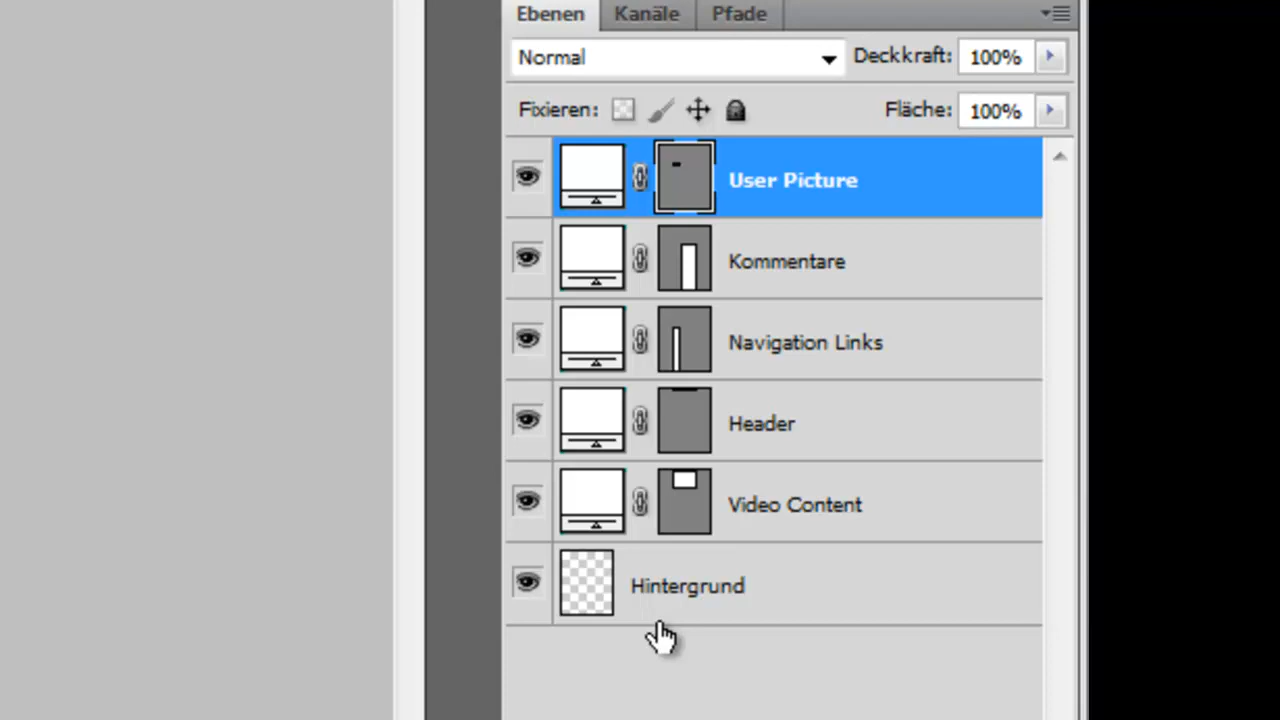 Ebenen Kanäle Pfade
Normal Deckkraft: 100%
Fixieren: Fläche: 100%
User Picture
Kommentare
Navigation Links
Header
Video Content
Hintergrund